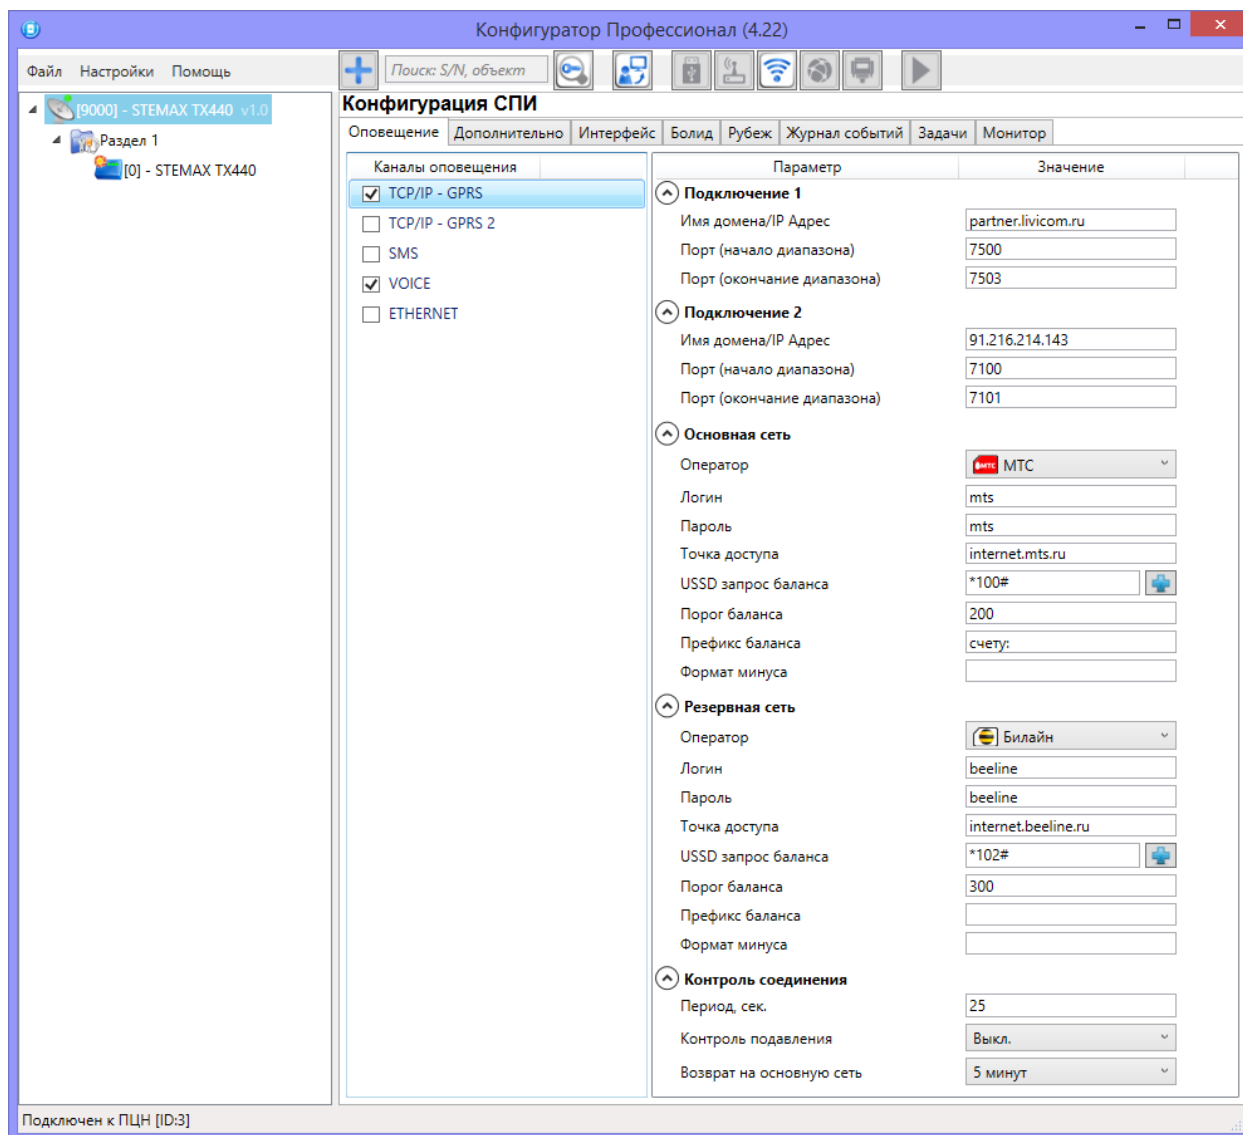 Конфигуратор Профессионал (4.22)
Файл Настройки Помощь
Поиск: S/N, объект
[9000] - STEMAX TX440 v1.0
Раздел 1
[0] - STEMAX TX440
Конфигурация СПИ
Оповещение Дополнительно Интерфейс Болид Рубеж Журнал событий Задачи Монитор
Каналы оповещения
TCP/IP - GPRS
TCP/IP - GPRS 2
SMS
VOICE
ETHERNET
Параметр Значение
Подключение 1
Имя домена/IP Адрес partner.livicom.ru
Порт (начало диапазона) 7500
Порт (окончание диапазона) 7503
Подключение 2
Имя домена/IP Адрес 91.216.214.143
Порт (начало диапазона) 7100
Порт (окончание диапазона) 7101
Основная сеть
Оператор МТС МТС
Логин mts
Пароль mts
Точка доступа internet.mts.ru
USSD запрос баланса *100#
Порог баланса 200
Префикс баланса счету:
Формат минуса
Резервная сеть
Оператор Билайн
Логин beeline
Пароль beeline
Точка доступа internet.beeline.ru
USSD запрос баланса *102#
Порог баланса 300
Префикс баланса
Формат минуса
Контроль соединения
Период, сек. 25
Контроль подавления Выкл.
Возврат на основную сеть 5 минут
Подключен к ПЦН [ID:3]